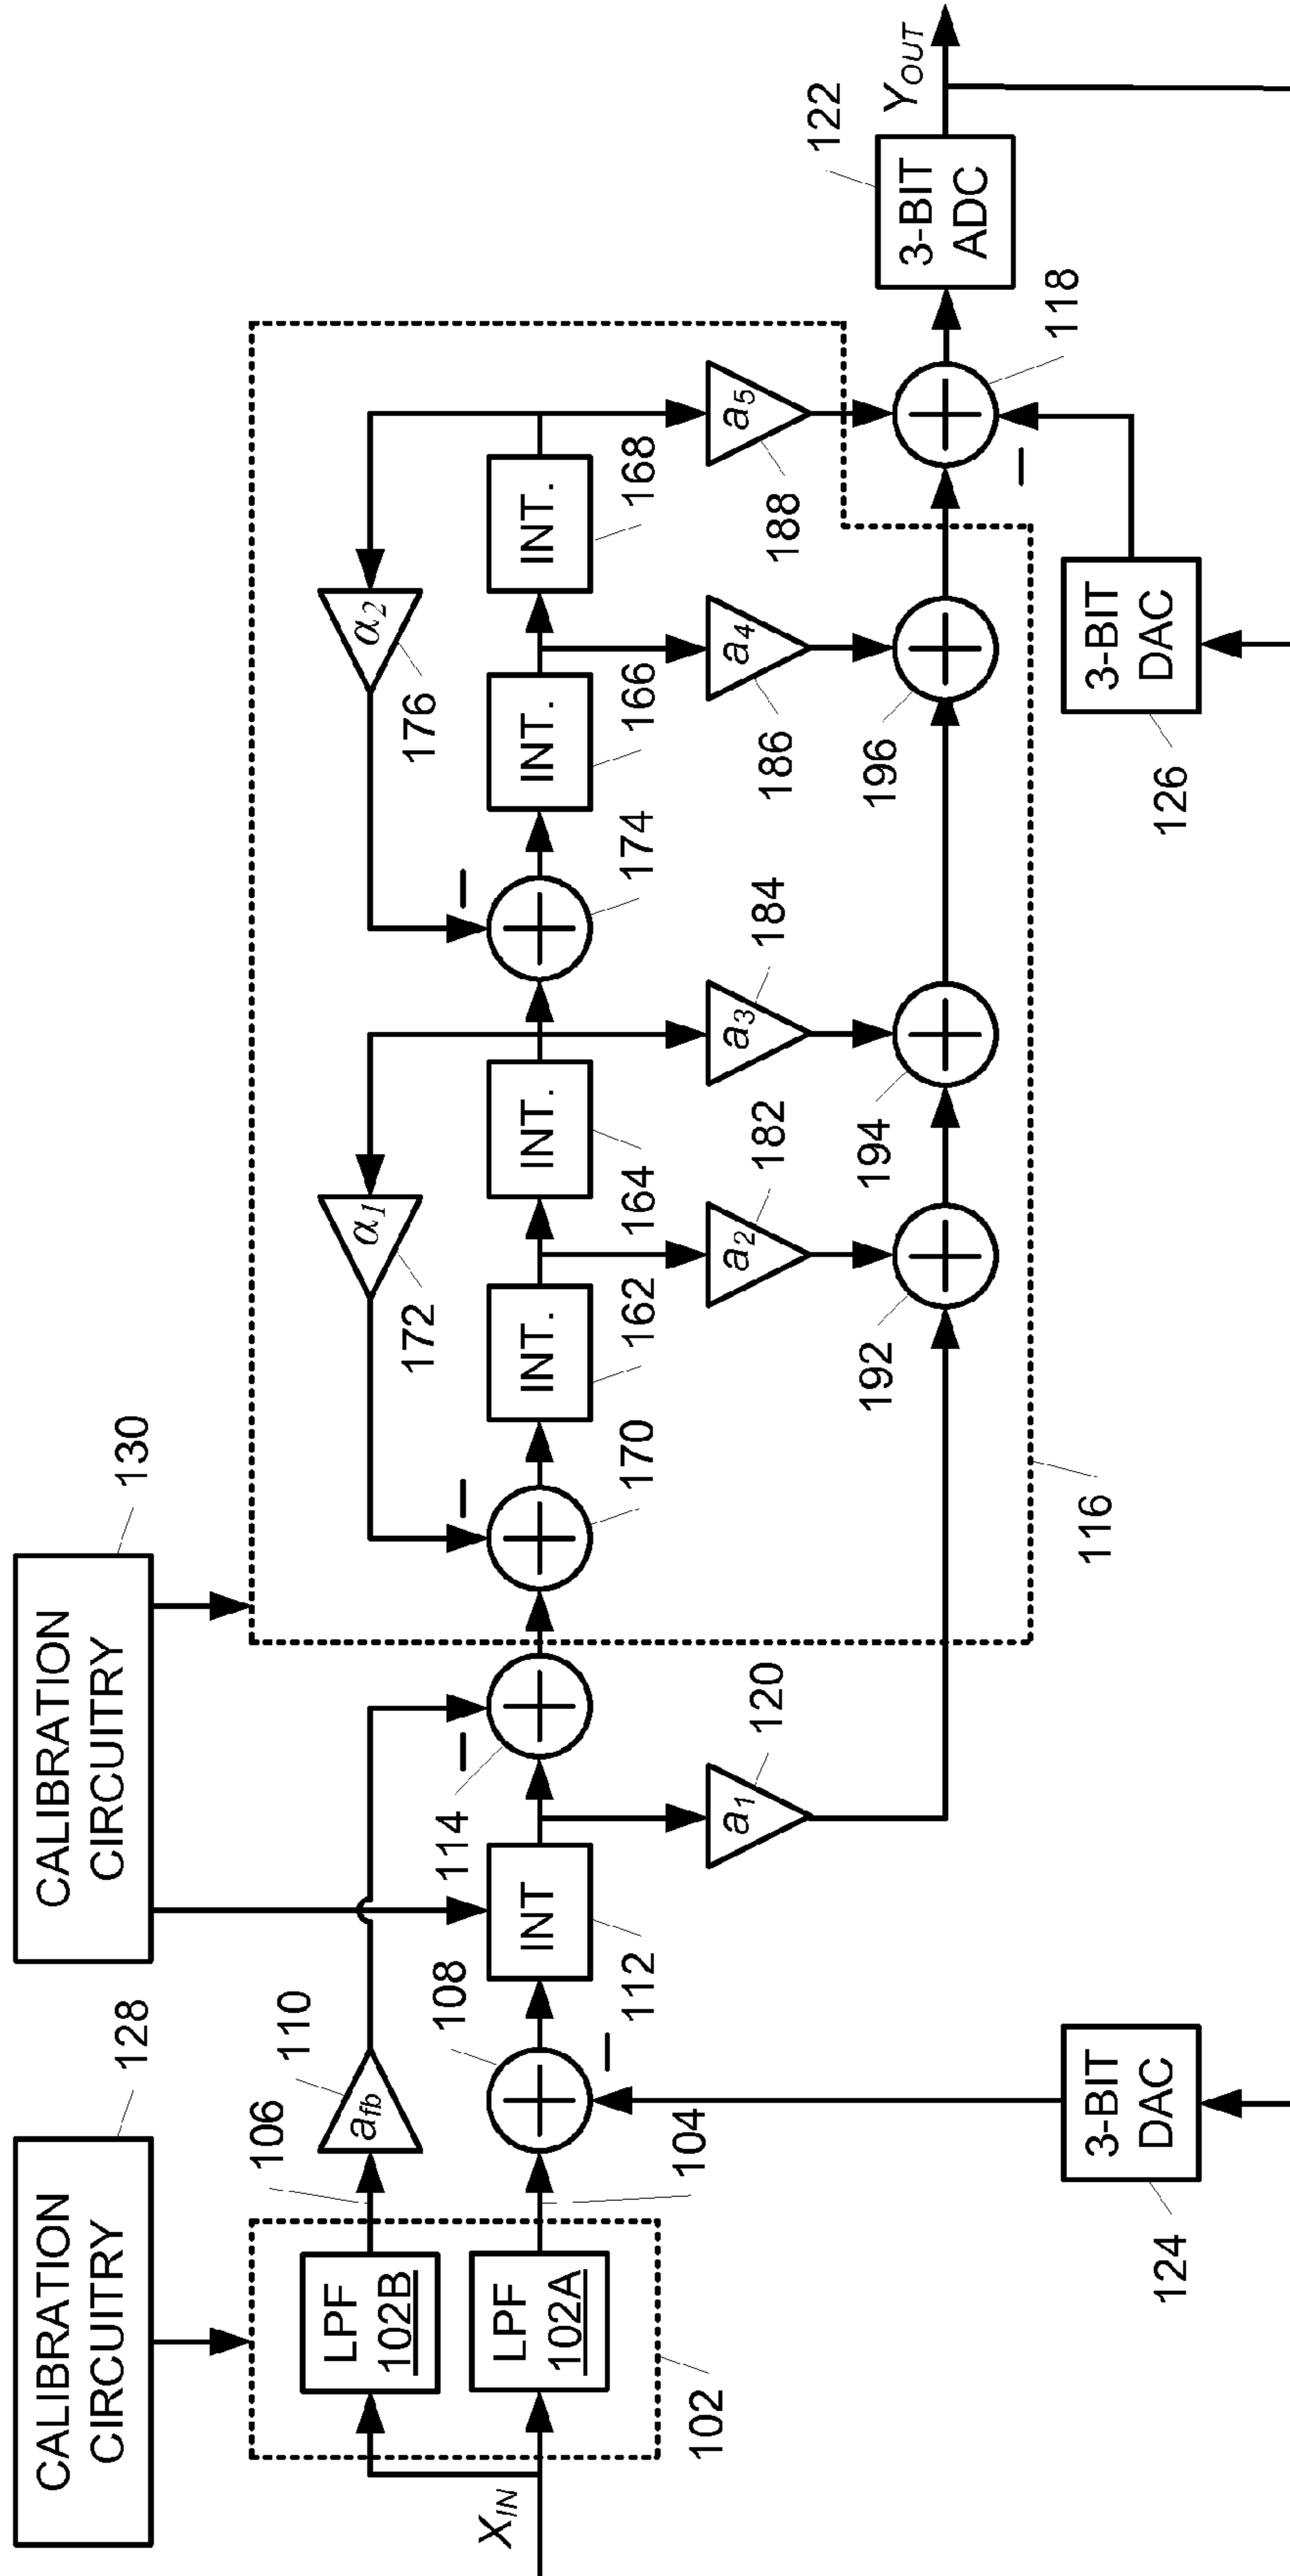 CALIBRATION
CIRCUITRY
128
CALIBRATION
CIRCUITRY
130
X_IN
LPF
102B
LPF
102A
102
106
104
a_fb
110
108
INT
112
114
a_1
120
170
α_1
172
INT.
162
INT.
164
a_2
182
a_3
184
192
194
174
α_2
176
INT.
166
INT.
168
a_4
186
a_5
188
196
118
116
3-BIT
ADC
122
Y_OUT
3-BIT
DAC
124
3-BIT
DAC
126
− − − − −